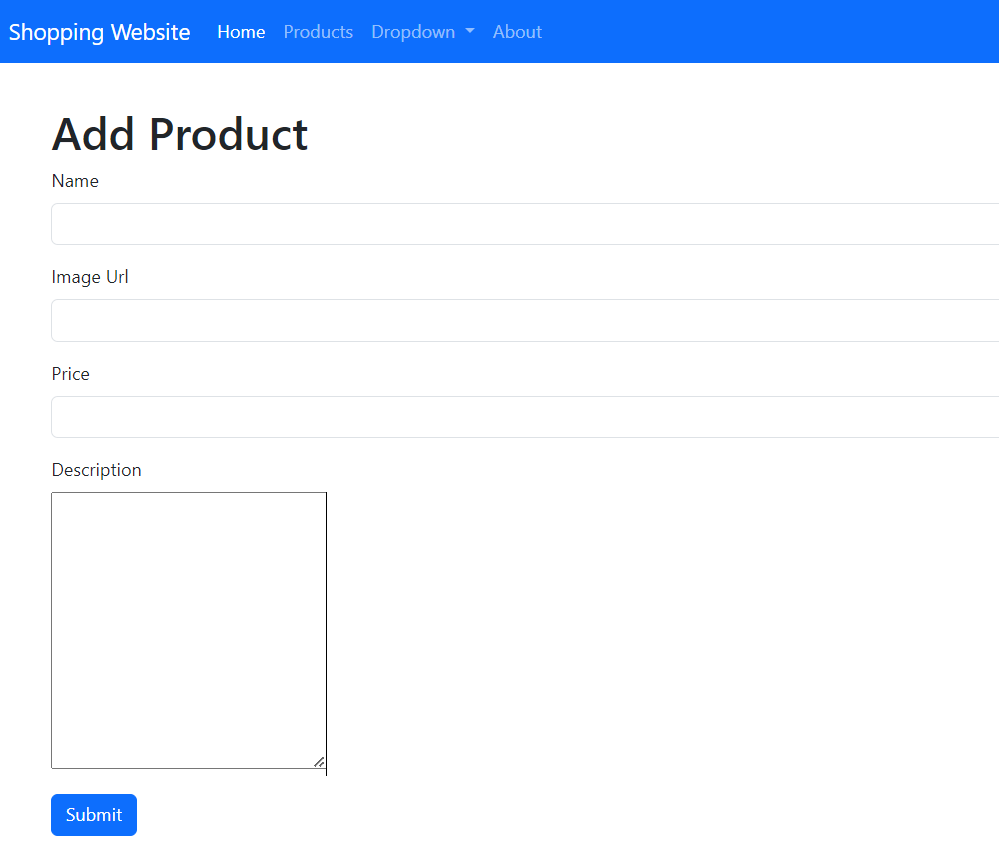 Shopping Website Home Products Dropdown About
Add Product
Name
Image Url
Price
Description
Submit